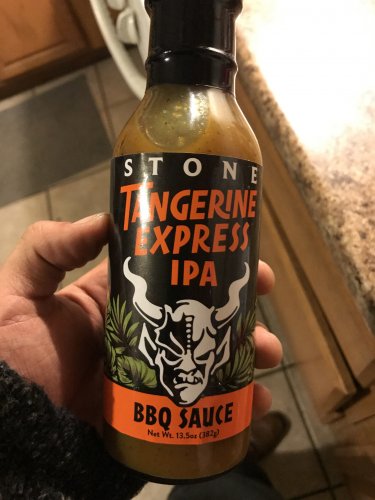 STONE
TANGERINE
EXPRESS
IPA
BBQ SAUCE
Net Wt. 13.5oz (382g)